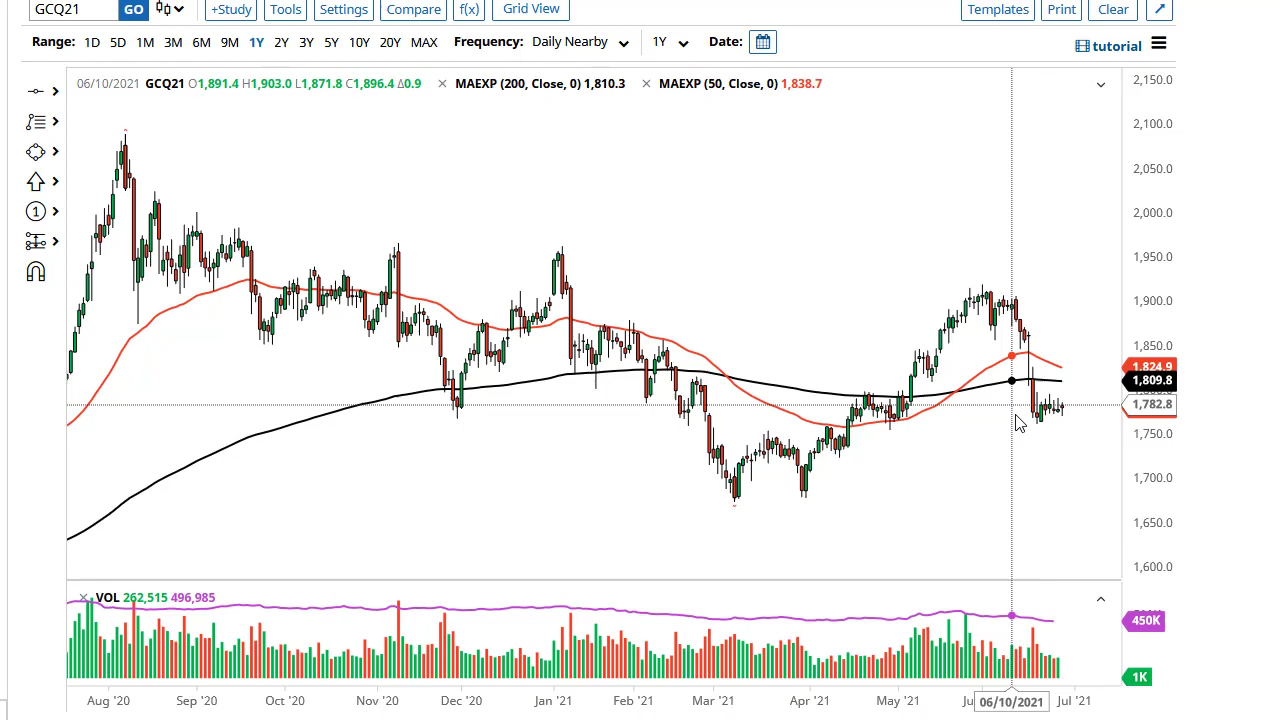 GCQ21 GO +Study Tools Settings Compare f(x) Grid View Templates Print Clear
Range: 1D 5D 1M 3M 6M 9M 1Y 2Y 3Y 5Y 10Y 20Y MAX Frequency: Daily Nearby 1Y Date: tutorial
06/10/2021 GCQ21 O1,891.4 H1,903.0 L1,871.8 C1,896.4 Δ0.9 × MAEXP (200, Close, 0) 1,810.3 × MAEXP (50, Close, 0) 1,838.7
2,150.0
2,100.0
2,050.0
2,000.0
1,950.0
1,900.0
1,850.0
1,824.9
1,809.8
1,782.8
1,750.0
1,700.0
1,650.0
1,600.0
1
× VOL 262,515 496,985
450K
1K
Aug '20 Sep '20 Oct '20 Nov '20 Dec '20 Jan '21 Feb '21 Mar '21 Apr '21 May '21 06/10/2021 Jul '21